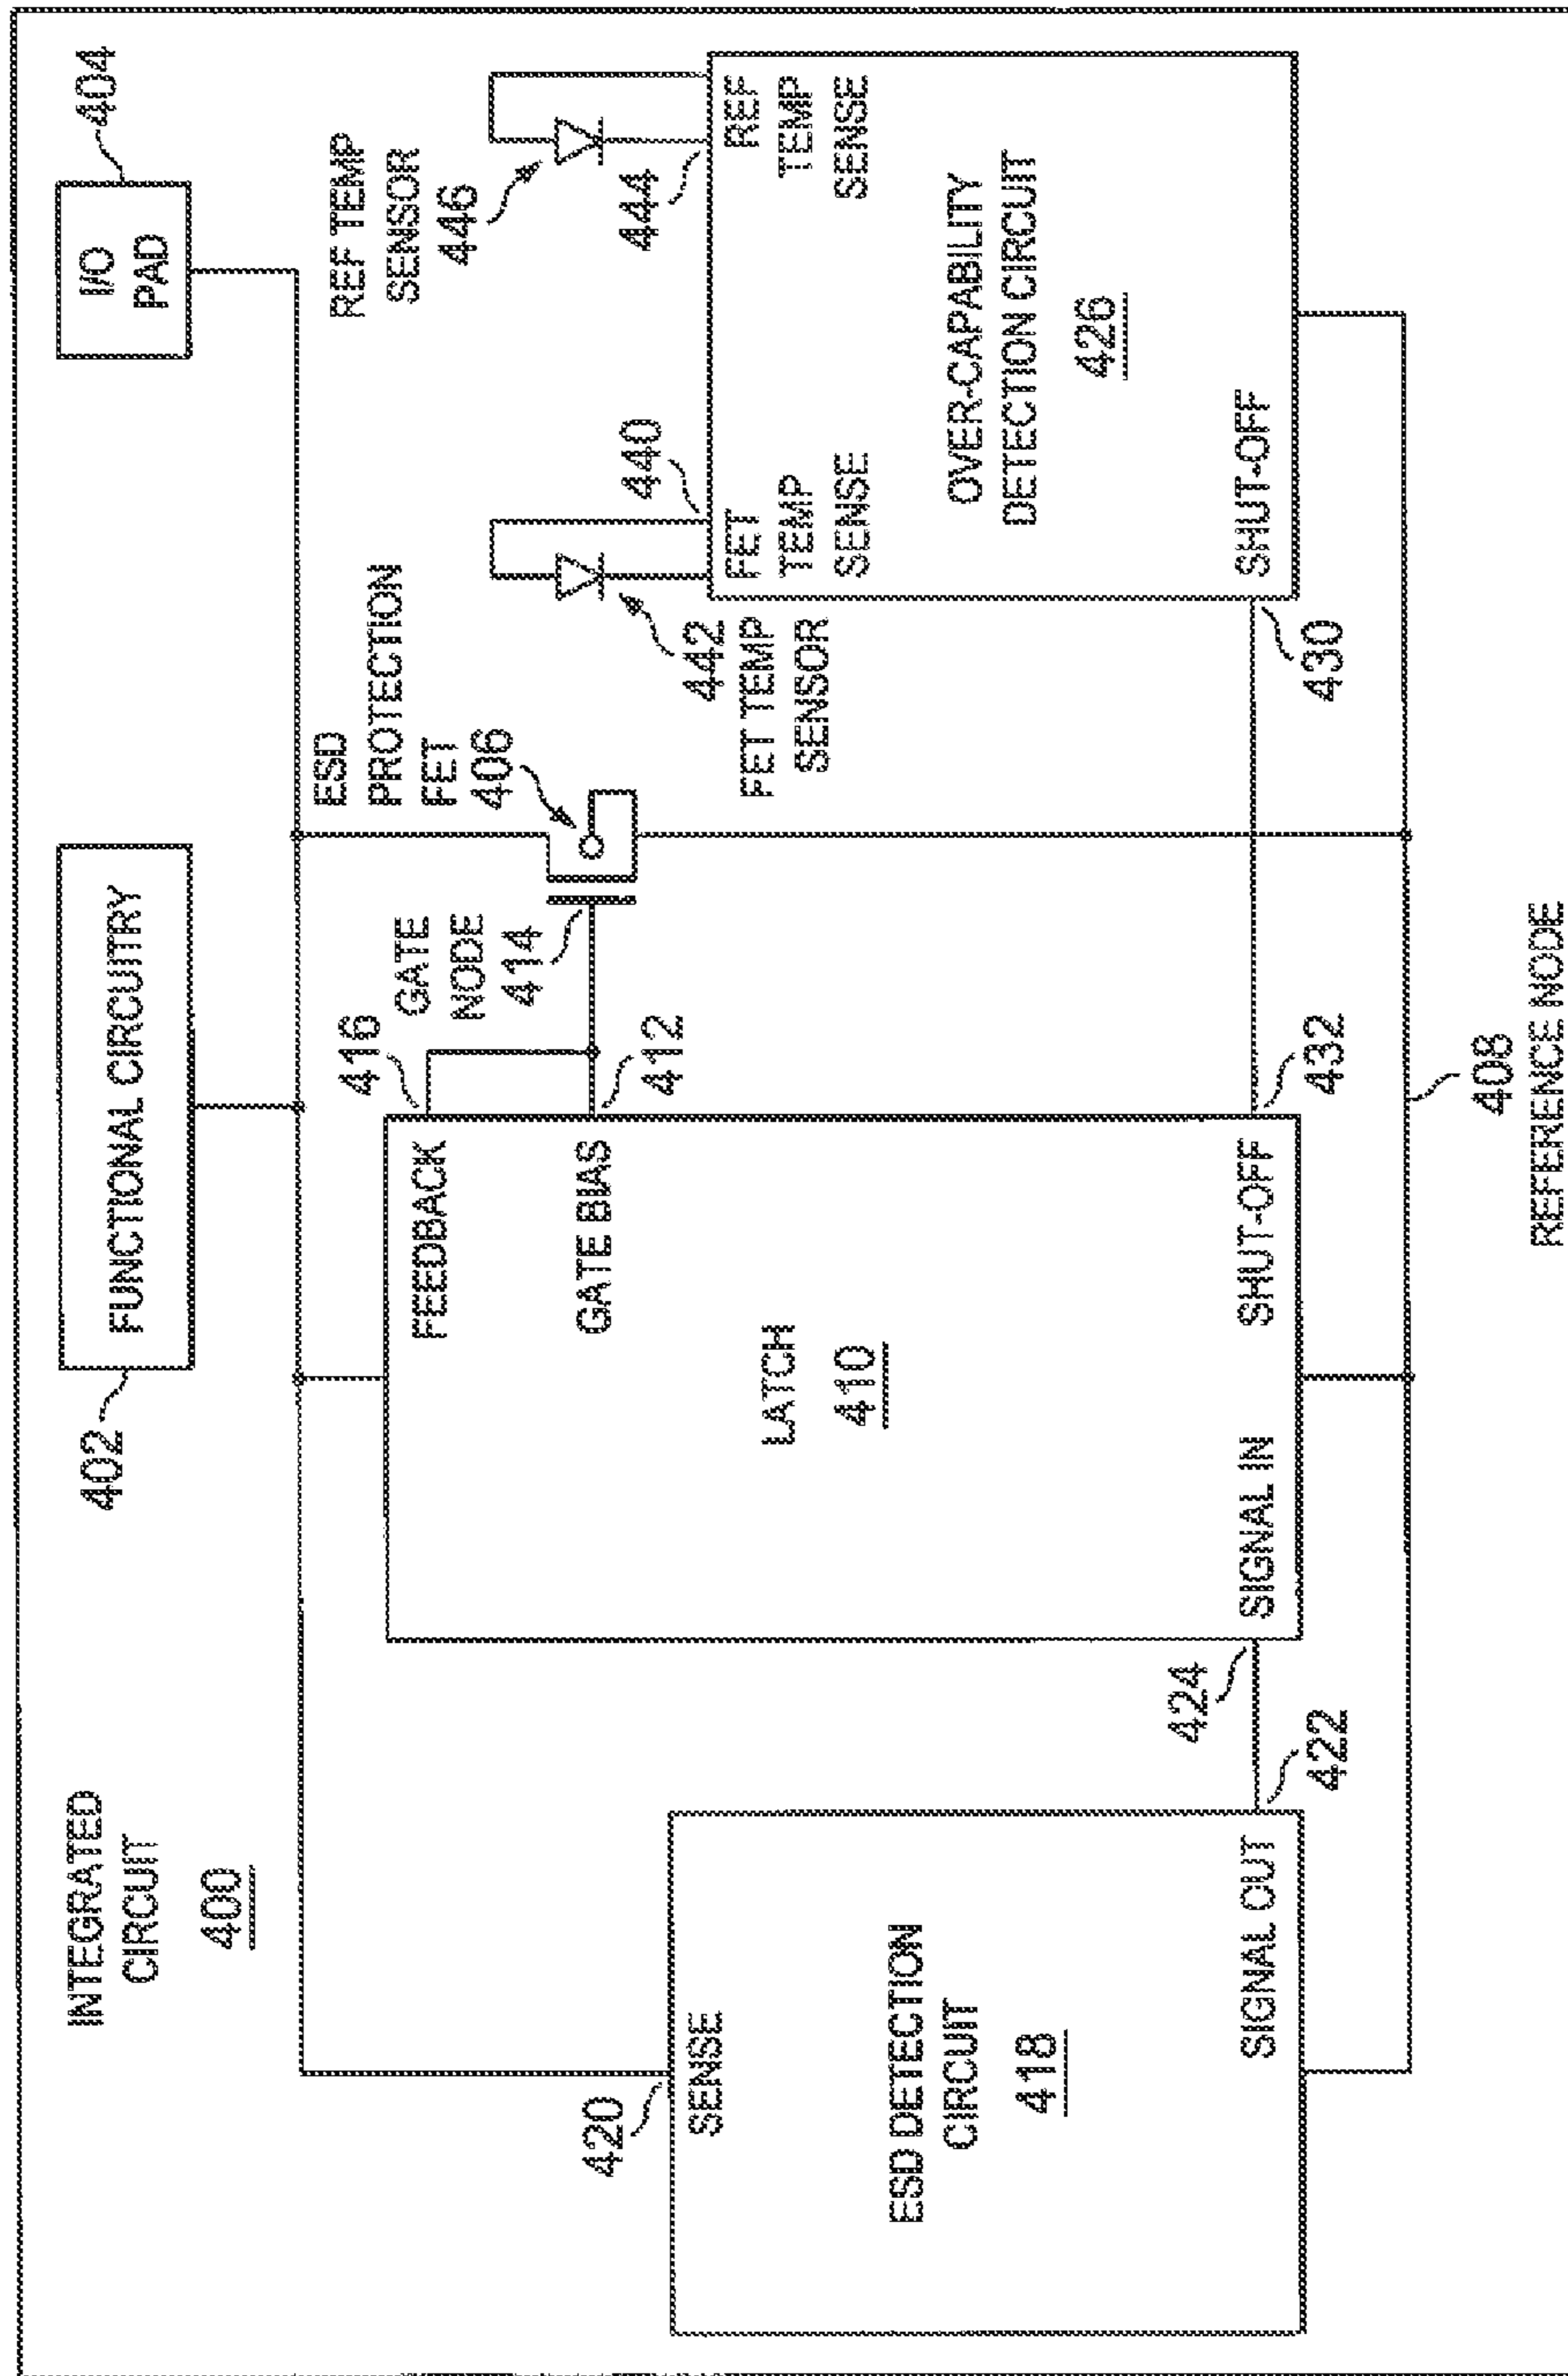 INTEGRATED
CIRCUIT
400
402
FUNCTIONAL CIRCUITRY
I/O
PAD
404
420
SENSE
ESD DETECTION
CIRCUIT
418
SIGNAL OUT
422
424
SIGNAL IN
LATCH
410
FEEDBACK
416
GATE BIAS
412
SHUT-OFF
432
GATE
NODE
414
ESD
PROTECTION
FET
406
442
FET TEMP
SENSOR
440
FET
TEMP
SENSE
REF TEMP
SENSOR
446
444
REF
TEMP
SENSE
OVER-CAPABILITY
DETECTION CIRCUIT
426
SHUT-OFF
430
408
REFERENCE NODE